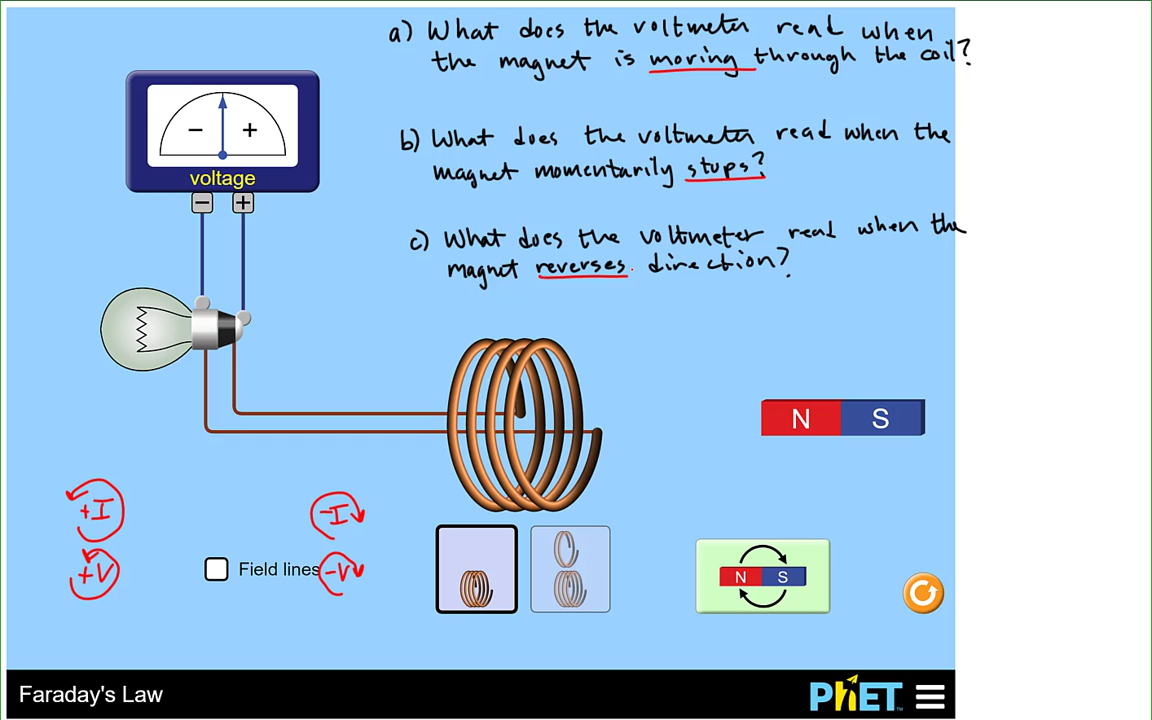 a) What does the voltmeter read when
the magnet is moving through the coil?
- +
voltage
- +
b) What does the voltmeter read when the
magnet momentarily stops?
c) What does the voltmeter read when the
magnet reverses direction?
N S
+I
-I
+V
Field lines
-V
N S
Faraday's Law
PhET